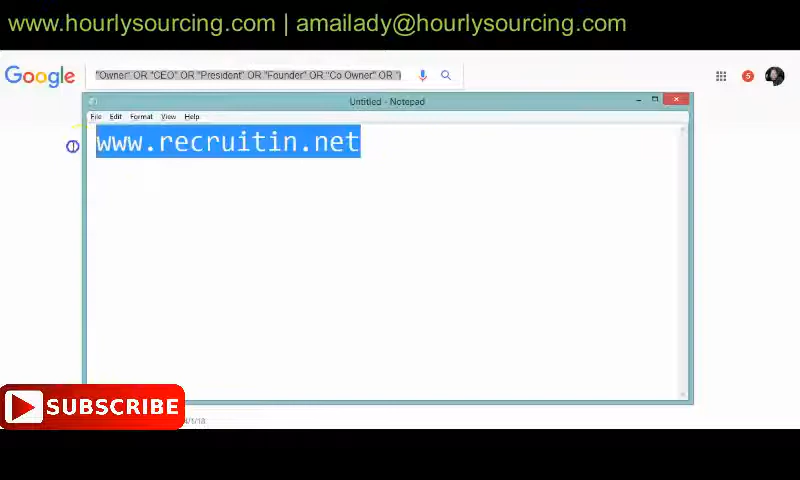 www.hourlysourcing.com | amailady@hourlysourcing.com
Google "Owner" OR "CEO" OR "President" OR "Founder" OR "Co Owner" OR ") 5
Untitled - Notepad
File Edit Format View Help
www.recruitin.net
SUBSCRIBE